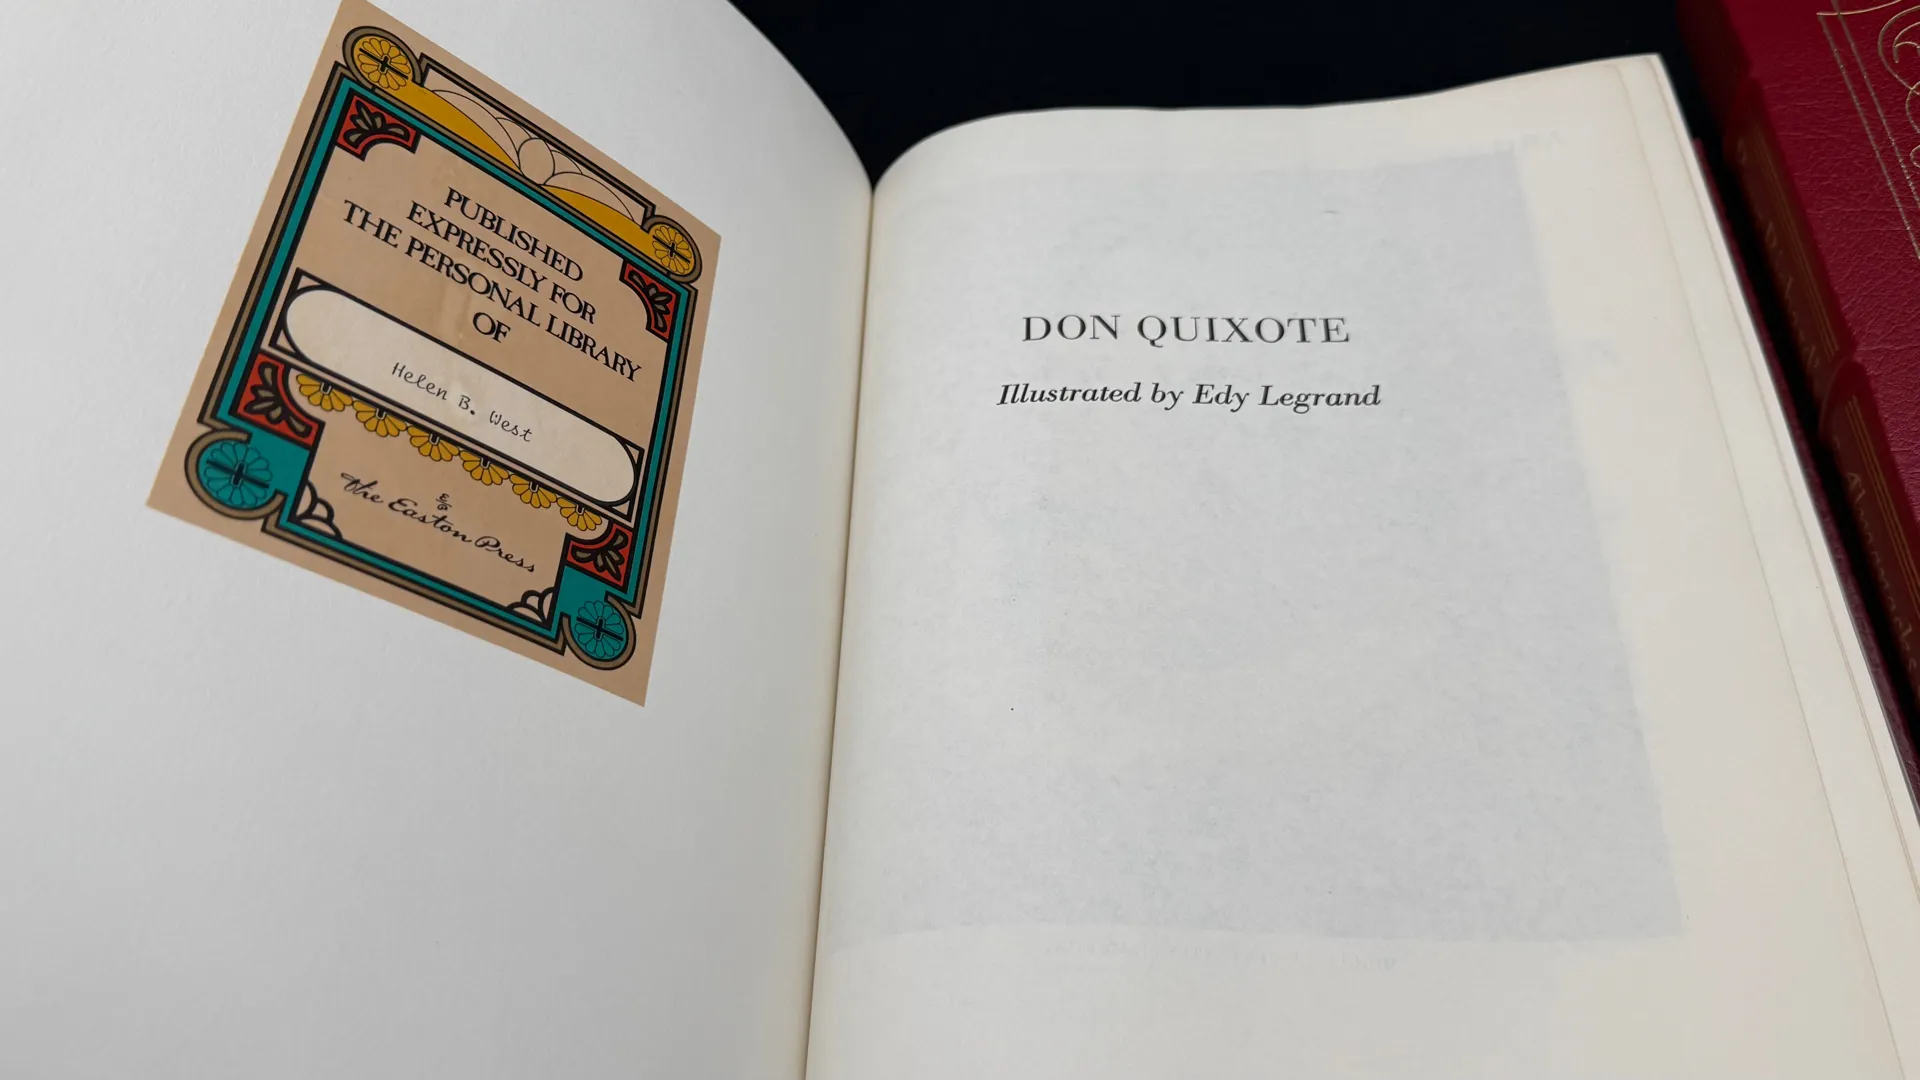 PUBLISHED
EXPRESSLY FOR
THE PERSONAL LIBRARY
OF
Helen B. West
The Easton Press
DON QUIXOTE
Illustrated by Edy Legrand